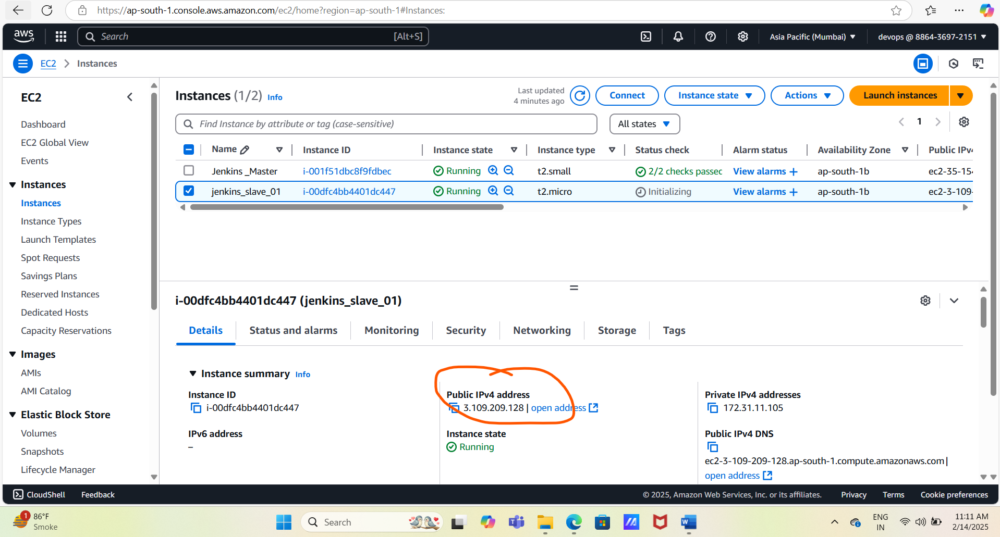 https://ap-south-1.console.aws.amazon.com/ec2/home?region=ap-south-1#Instances:
aws Search [Alt+S] Asia Pacific (Mumbai) devops @ 8864-3697-2151
EC2 Instances
EC2
Dashboard
EC2 Global View
Events
Instances
Instances
Instance Types
Launch Templates
Spot Requests
Savings Plans
Reserved Instances
Dedicated Hosts
Capacity Reservations
Images
AMIs
AMI Catalog
Elastic Block Store
Volumes
Snapshots
Lifecycle Manager
Instances (1/2) Info
Last updated
4 minutes ago
Connect Instance state Actions Launch instances
Find Instance by attribute or tag (case-sensitive) All states 1
Name Instance ID Instance state Instance type Status check Alarm status Availability Zone Public IPv4
Jenkins _Master i-001f51dbc8f9fdbec Running t2.small 2/2 checks passec View alarms + ap-south-1b ec2-35-154
jenkins_slave_01 i-00dfc4bb4401dc447 Running t2.micro Initializing View alarms + ap-south-1b ec2-3-109-
i-00dfc4bb4401dc447 (jenkins_slave_01)
Details Status and alarms Monitoring Security Networking Storage Tags
Instance summary Info
Instance ID
i-00dfc4bb4401dc447
Public IPv4 address
3.109.209.128 | open address
Private IPv4 addresses
172.31.11.105
IPv6 address
–
Instance state
Running
Public IPv4 DNS
ec2-3-109-209-128.ap-south-1.compute.amazonaws.com |
open address
CloudShell Feedback © 2025, Amazon Web Services, Inc. or its affiliates. Privacy Terms Cookie preferences
1
86°F
Smoke
Search
ENG
IN
11:11 AM
2/14/2025